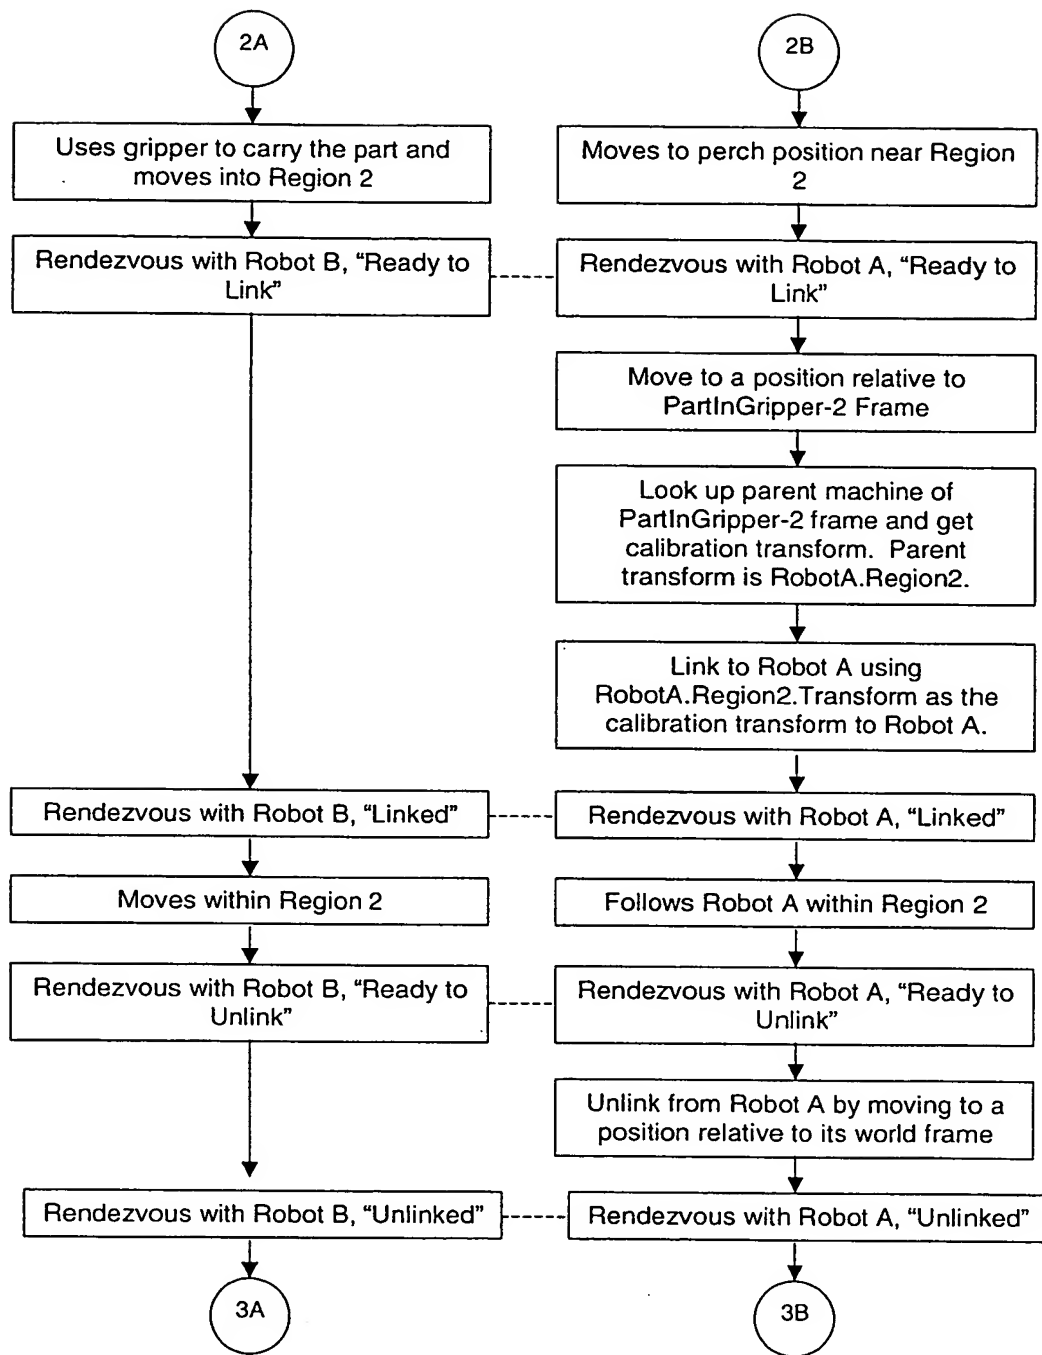 2A
2B
Uses gripper to carry the part and
moves into Region 2
Moves to perch position near Region
2
Rendezvous with Robot B, “Ready to
Link”
Rendezvous with Robot A, “Ready to
Link”
Move to a position relative to
PartInGripper-2 Frame
Look up parent machine of
PartInGripper-2 frame and get
calibration transform. Parent
transform is RobotA.Region2.
Link to Robot A using
RobotA.Region2.Transform as the
calibration transform to Robot A.
Rendezvous with Robot B, “Linked”
Rendezvous with Robot A, “Linked”
Moves within Region 2
Follows Robot A within Region 2
Rendezvous with Robot B, “Ready to
Unlink”
Rendezvous with Robot A, “Ready to
Unlink”
Unlink from Robot A by moving to a
position relative to its world frame
Rendezvous with Robot B, “Unlinked”
Rendezvous with Robot A, “Unlinked”
3A
3B